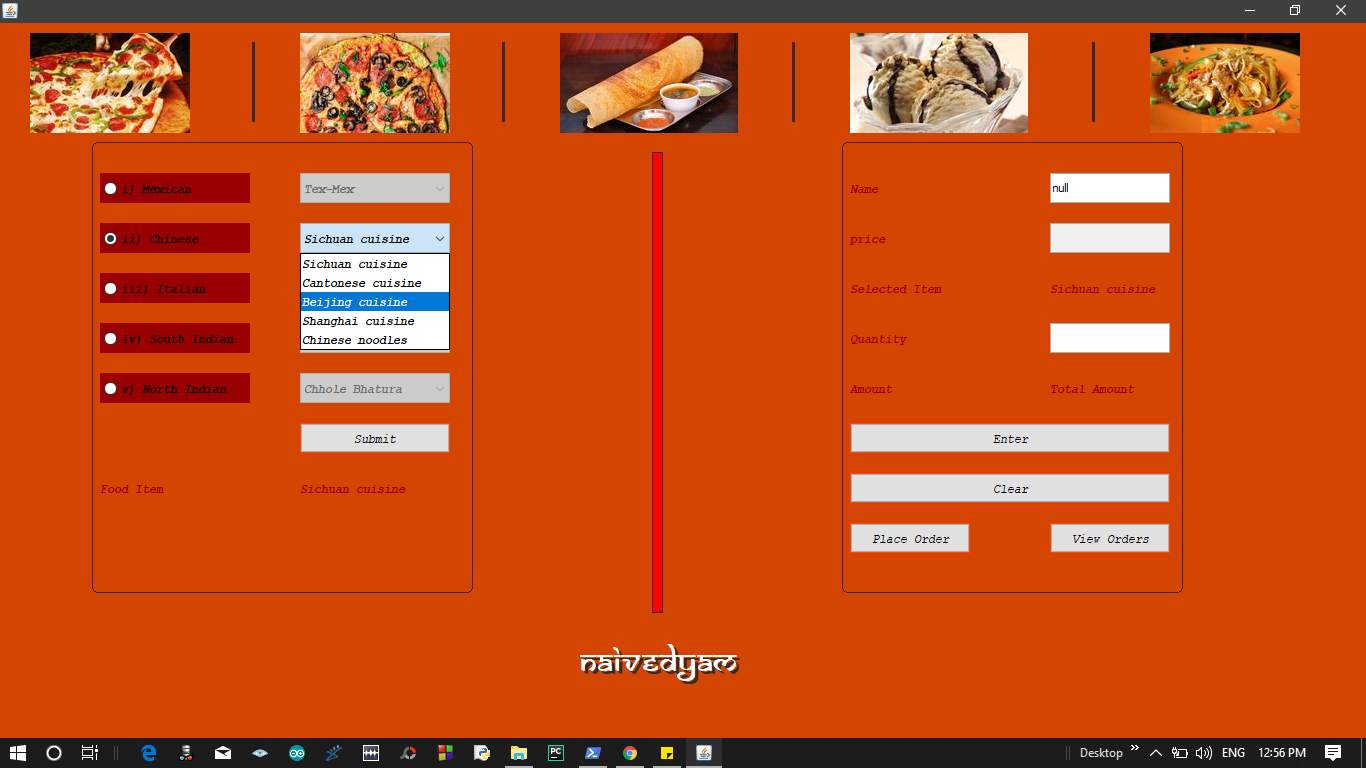 i) Mexican
Tex-Mex
ii) Chinese
Sichuan cuisine
Sichuan cuisine
Cantonese cuisine
Beijing cuisine
Shanghai cuisine
Chinese noodles
iii) Italian
iv) South Indian
v) North Indian
Chhole Bhatura
Submit
Food Item
Sichuan cuisine
Name
null
price
Selected Item
Sichuan cuisine
Quantity
Amount
Total Amount
Enter
Clear
Place Order
View Orders
NAIVEDYAM
PC
Desktop
ENG
12:56 PM